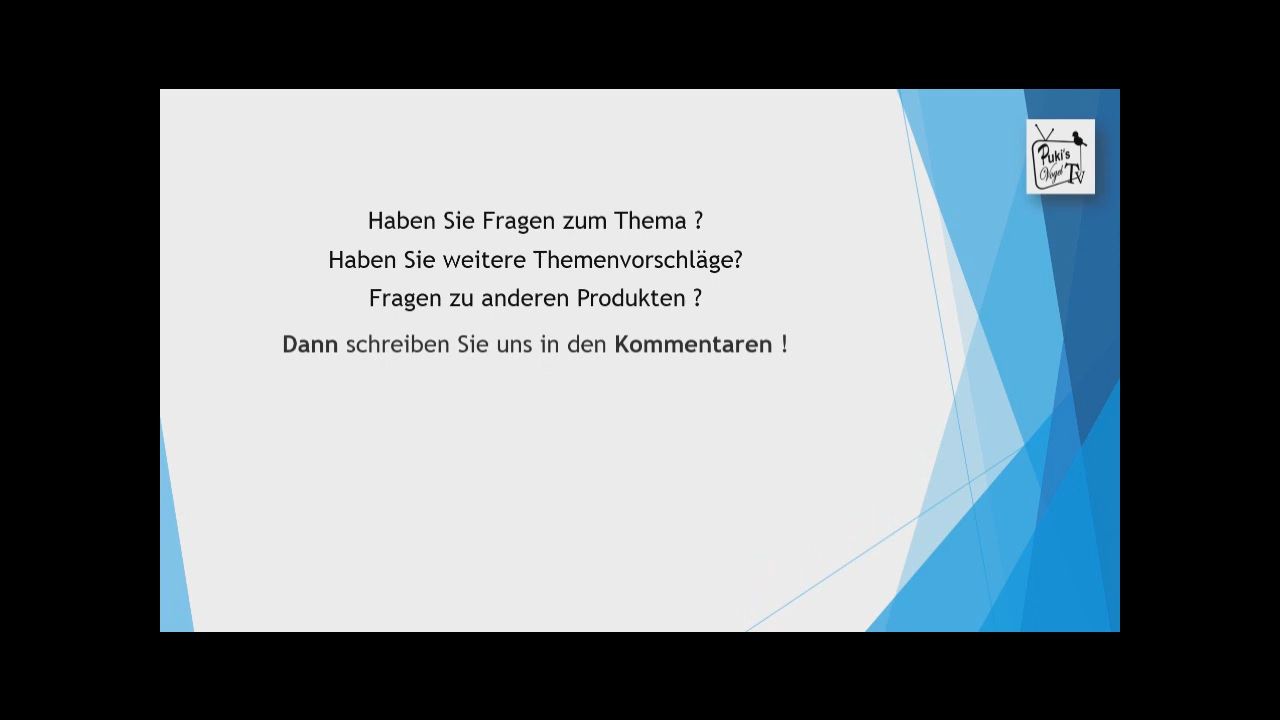 Puki's
Vogel TV
Haben Sie Fragen zum Thema ?
Haben Sie weitere Themenvorschläge?
Fragen zu anderen Produkten ?
Dann schreiben Sie uns in den Kommentaren !